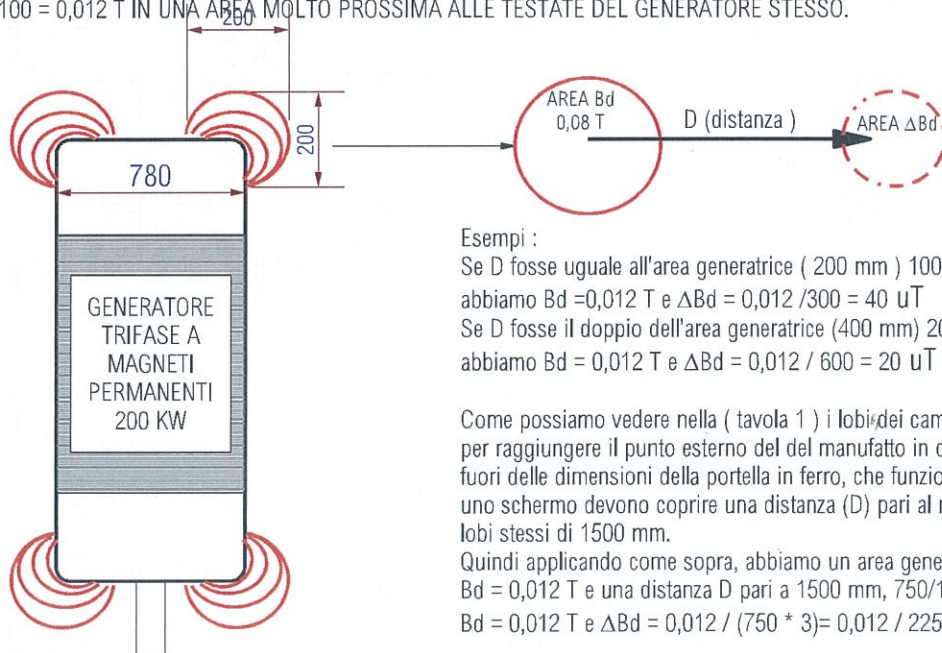 100 = 0,012 T IN UNA AREA MOLTO PROSSIMA ALLE TESTATE DEL GENERATORE STESSO.
200
200
780
GENERATORE
TRIFASE A
MAGNETI
PERMANENTI
200 KW
AREA Bd
0,08 T
D (distanza )
AREA ΔBd
Esempi :
Se D fosse uguale all'area generatrice ( 200 mm ) 100
abbiamo Bd =0,012 T e ΔBd = 0,012 /300 = 40 uT
Se D fosse il doppio dell'area generatrice (400 mm) 20
abbiamo Bd = 0,012 T e ΔBd = 0,012 / 600 = 20 uT
Come possiamo vedere nella ( tavola 1 ) i lobi dei cam
per raggiungere il punto esterno del del manufatto in
fuori delle dimensioni della portella in ferro, che funzio
uno schermo devono coprire una distanza (D) pari al
lobi stessi di 1500 mm.
Quindi applicando come sopra, abbiamo un area gene
Bd = 0,012 T e una distanza D pari a 1500 mm, 750/1
Bd = 0,012 T e ΔBd = 0,012 / (750 * 3)= 0,012 / 225